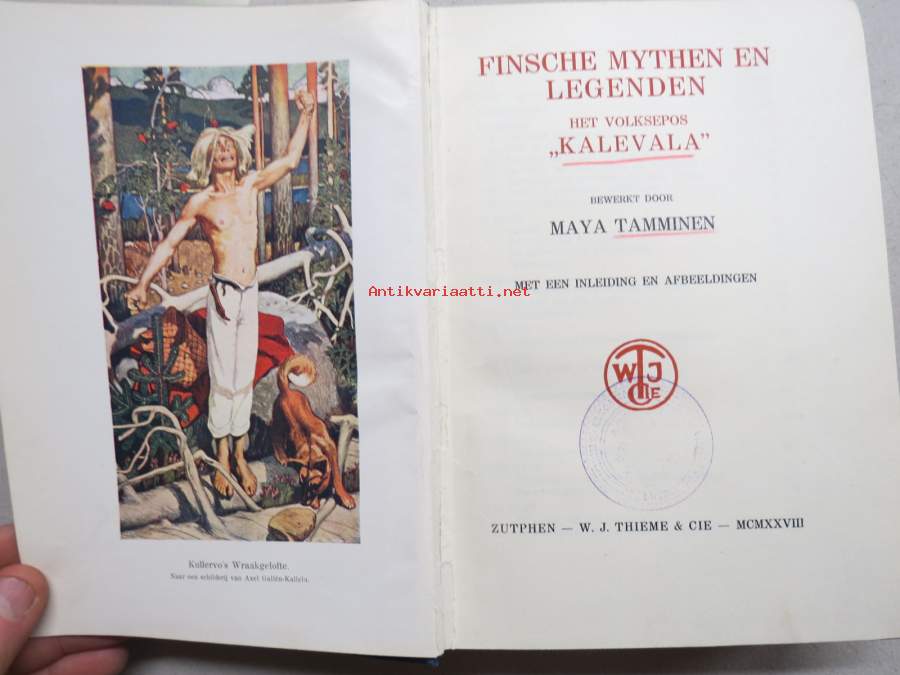 Kullervo's Wraakgelofte.
Naar een schilderij van Axel Gallén-Kallela.
FINSCHE MYTHEN EN
LEGENDEN
HET VOLKSEPOS
„KALEVALA”
BEWERKT DOOR
MAYA TAMMINEN
MET EEN INLEIDING EN AFBEELDINGEN
Antikvariaatti.net
W T J
CIE
ZUTPHEN — W. J. THIEME & CIE — MCMXXVIII